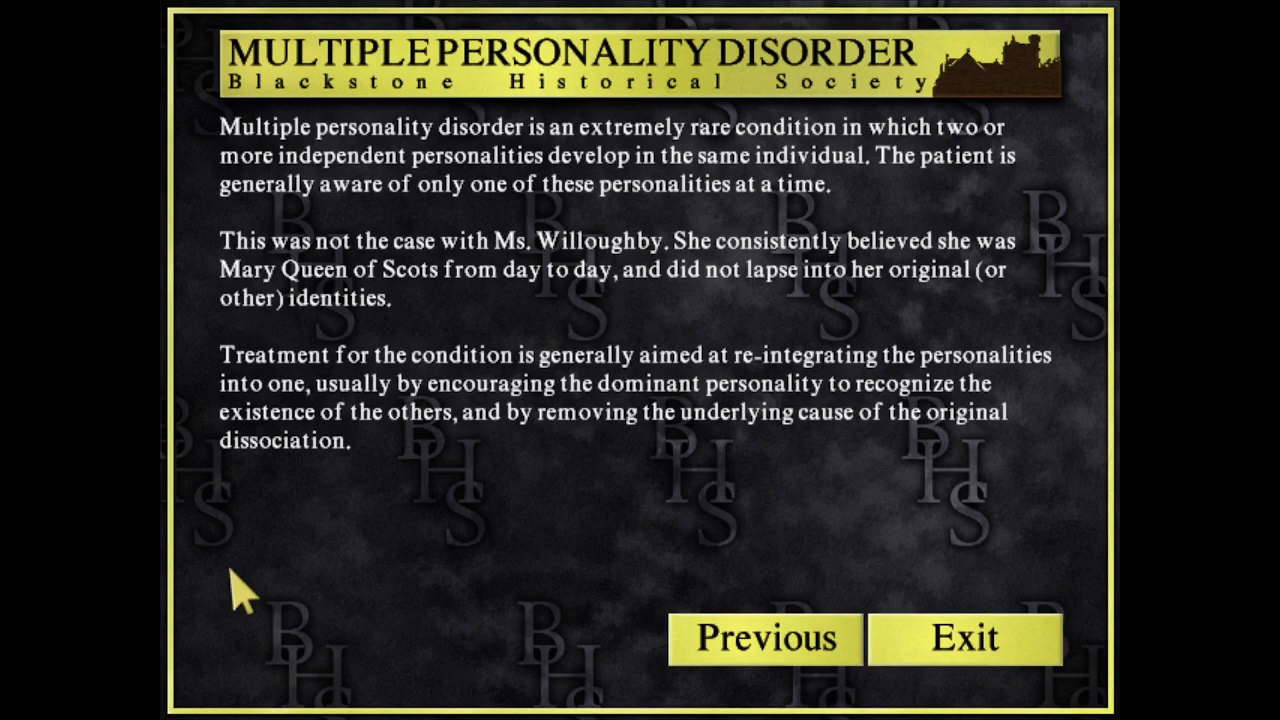 MULTIPLE PERSONALITY DISORDER
Blackstone Historical Society
Multiple personality disorder is an extremely rare condition in which two or
more independent personalities develop in the same individual. The patient is
generally aware of only one of these personalities at a time.
This was not the case with Ms. Willoughby. She consistently believed she was
Mary Queen of Scots from day to day, and did not lapse into her original (or
other) identities.
Treatment for the condition is generally aimed at re-integrating the personalities
into one, usually by encouraging the dominant personality to recognize the
existence of the others, and by removing the underlying cause of the original
dissociation.
Previous Exit